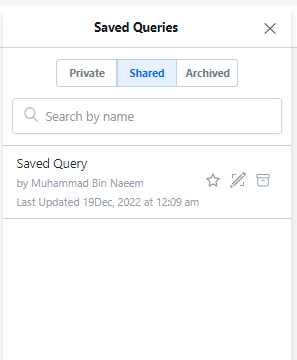 Saved Queries
Private Shared Archived
Search by name
Saved Query
by Muhammad Bin Naeem
Last Updated 19Dec, 2022 at 12:09 am